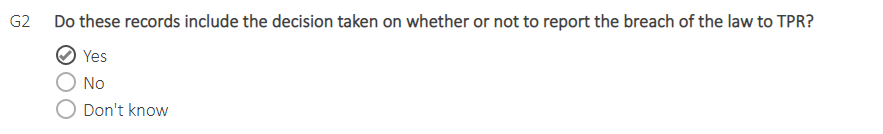 G2 Do these records include the decision taken on whether or not to report the breach of the law to TPR?
Yes
No
Don't know